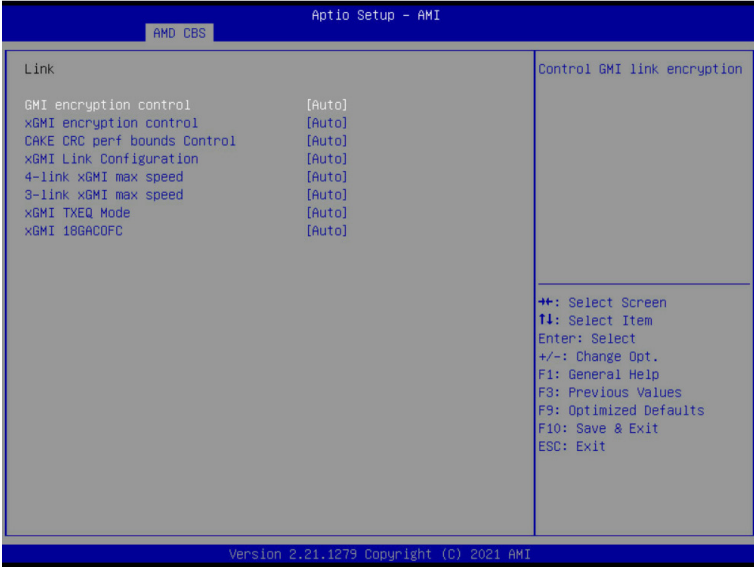 Aptio Setup - AMI
AMD CBS
Link
GMI encryption control [Auto]
xGMI encryption control [Auto]
CAKE CRC perf bounds Control [Auto]
xGMI Link Configuration [Auto]
4-link xGMI max speed [Auto]
3-link xGMI max speed [Auto]
xGMI TXEQ Mode [Auto]
xGMI 18GACOFC [Auto]
Control GMI link encryption
→←: Select Screen
↑↓: Select Item
Enter: Select
+/-: Change Opt.
F1: General Help
F3: Previous Values
F9: Optimized Defaults
F10: Save & Exit
ESC: Exit
Version 2.21.1279 Copyright (C) 2021 AMI